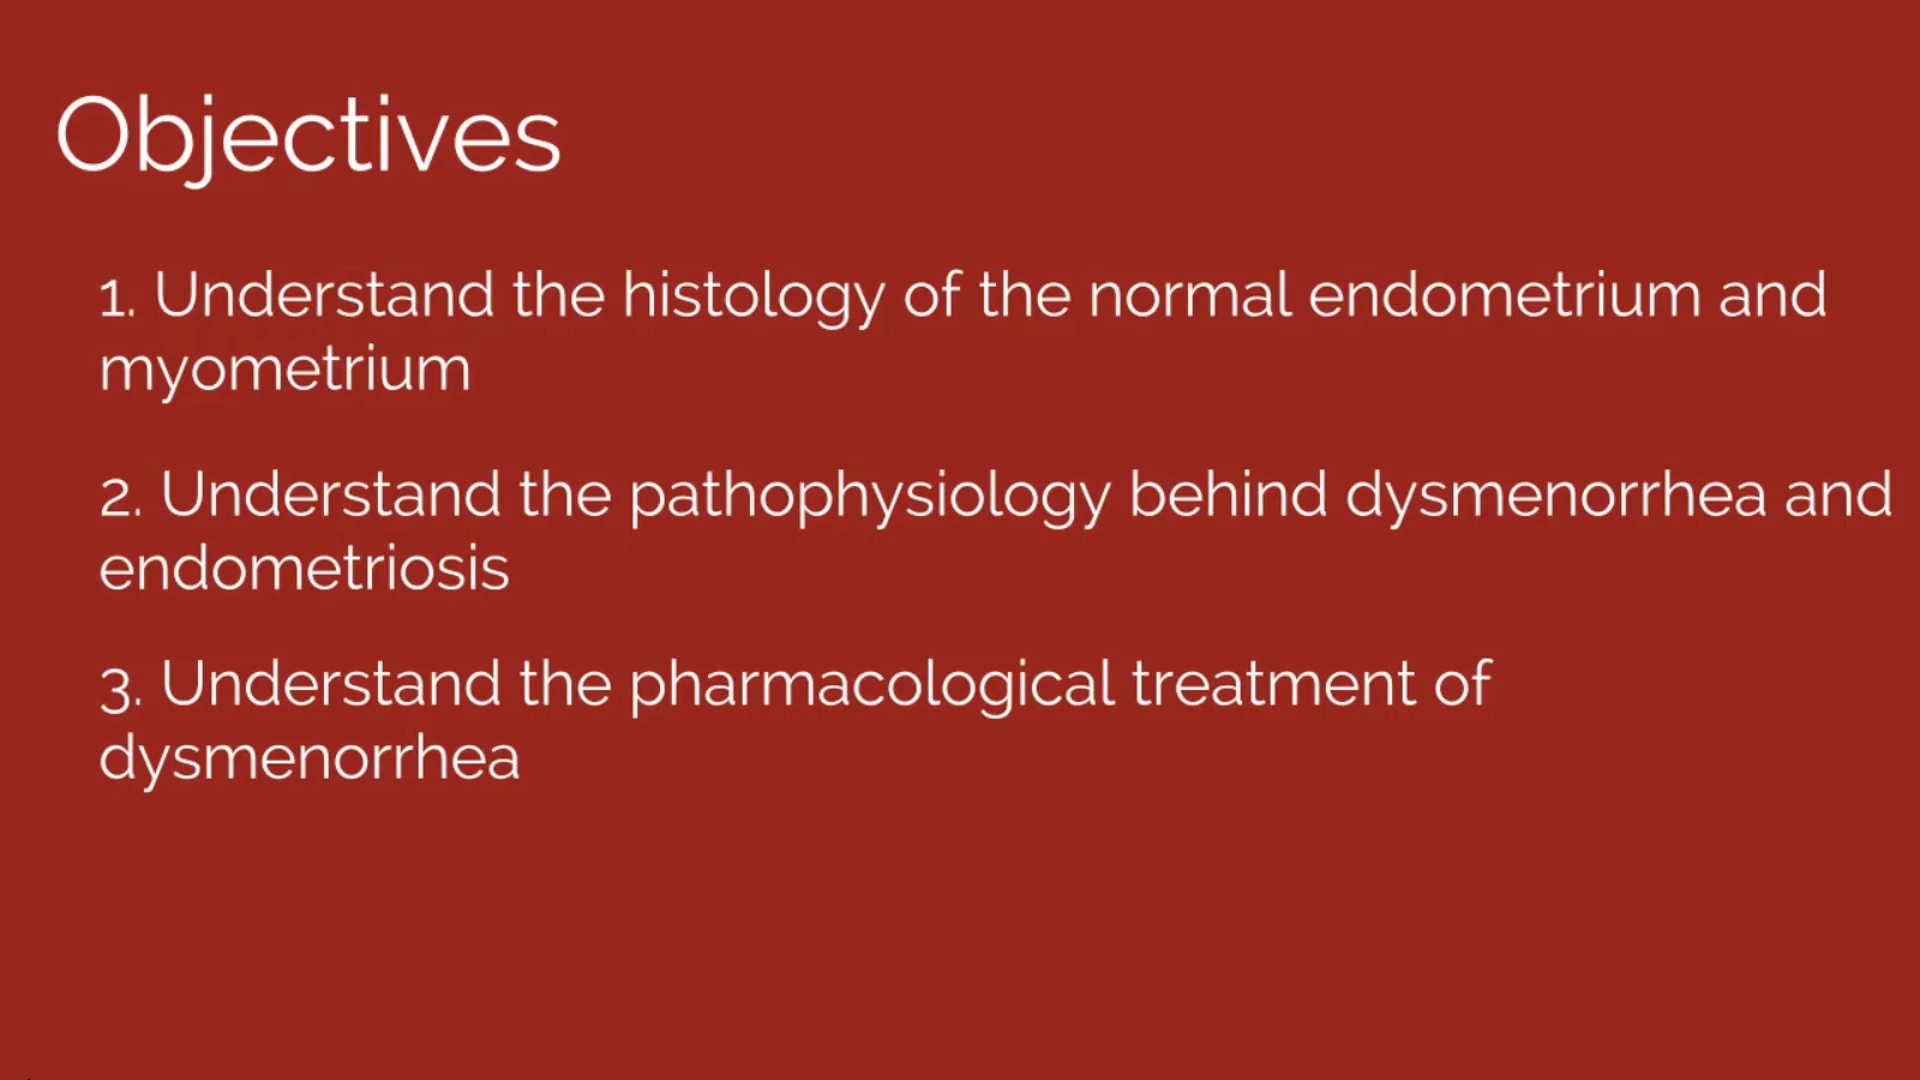 Objectives
1. Understand the histology of the normal endometrium and
myometrium
2. Understand the pathophysiology behind dysmenorrhea and
endometriosis
3. Understand the pharmacological treatment of
dysmenorrhea